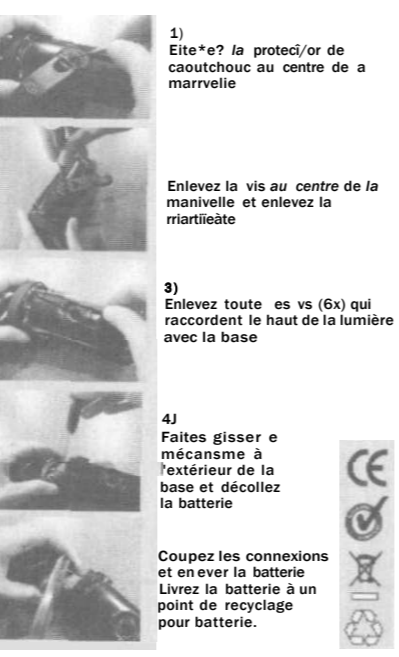 1)
Eite*e? la protecî/or de
caoutchouc au centre de a
marrvelie
Enlevez la vis au centre de la
manivelle et enlevez la
rriartiïeàte
3)
Enlevez toute es vs (6x) qui
raccordent le haut de la lumière
avec la base
4J
Faites gisser e
mécansme à
l'extérieur de la
base et décollez
la batterie
CE
Coupez les connexions
et en ever la batterie
Livrez la batterie à un
point de recyclage
pour batterie.